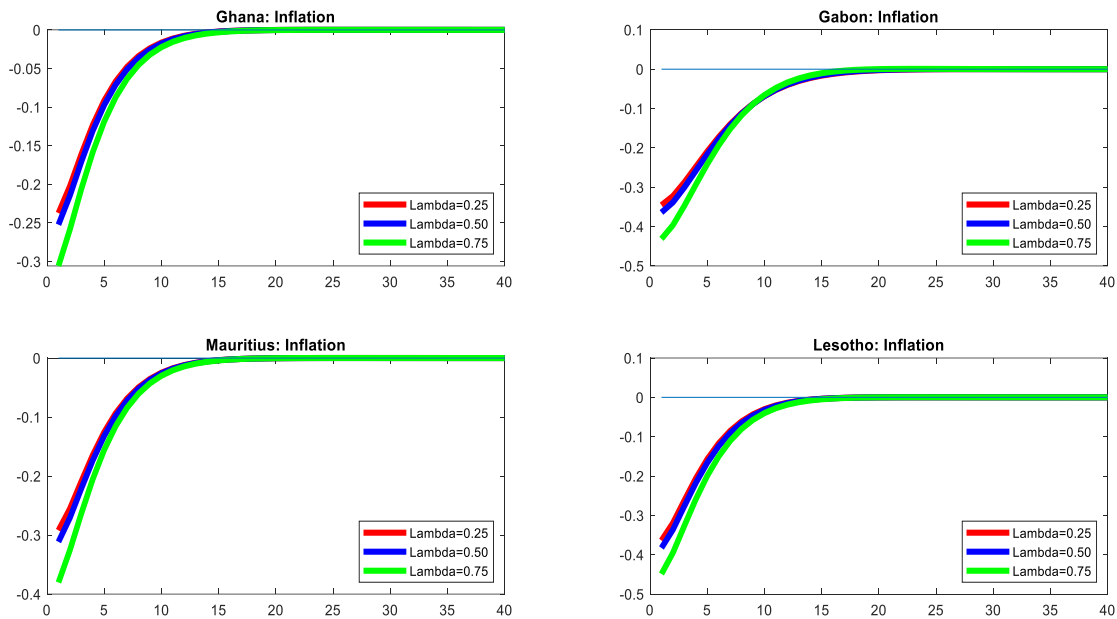 Ghana: Inflation
0
-0.05
-0.1
-0.15
-0.2
-0.25
-0.3
Lambda=0.25
Lambda=0.50
Lambda=0.75
0 5 10 15 20 25 30 35 40
Gabon: Inflation
0.1
0
-0.1
-0.2
-0.3
-0.4
-0.5
Lambda=0.25
Lambda=0.50
Lambda=0.75
0 5 10 15 20 25 30 35 40
Mauritius: Inflation
0
-0.1
-0.2
-0.3
-0.4
Lambda=0.25
Lambda=0.50
Lambda=0.75
0 5 10 15 20 25 30 35 40
Lesotho: Inflation
0.1
0
-0.1
-0.2
-0.3
-0.4
-0.5
Lambda=0.25
Lambda=0.50
Lambda=0.75
0 5 10 15 20 25 30 35 40